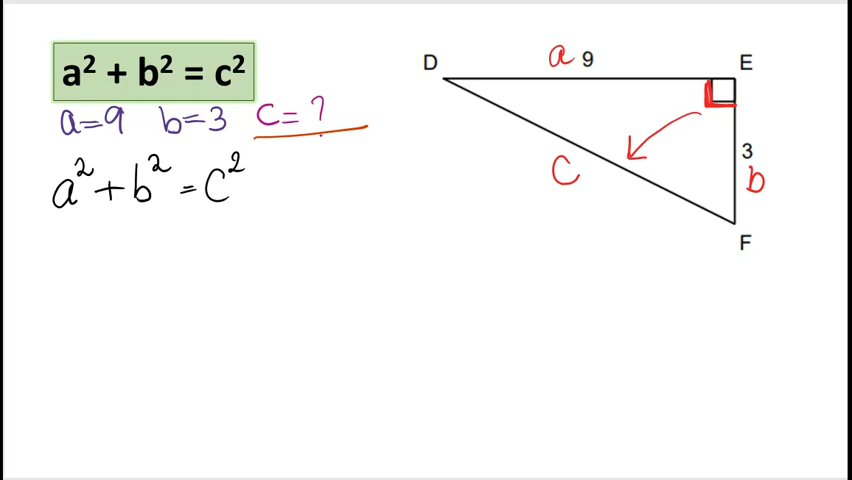 a² + b² = c²
a=9 b=3 c=?
a²+b²=c²
D a 9 E
3
C b
F